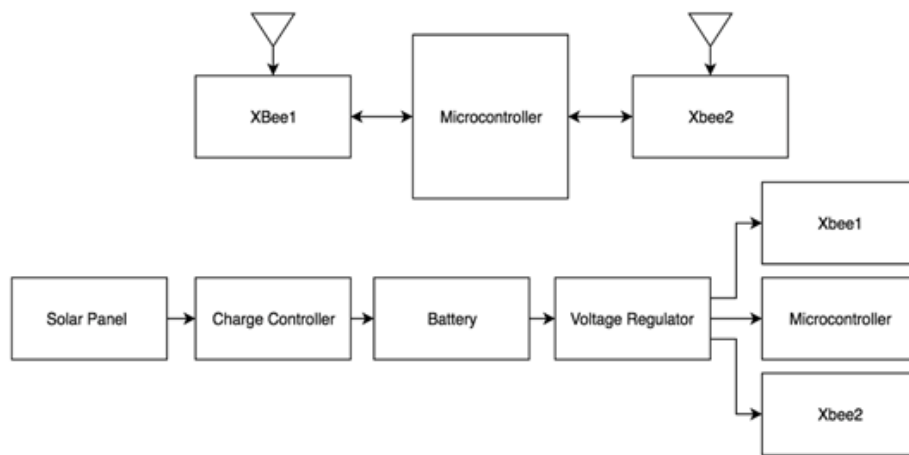 XBee1
Microcontroller
Xbee2
Xbee1
Solar Panel
Charge Controller
Battery
Voltage Regulator
Microcontroller
Xbee2